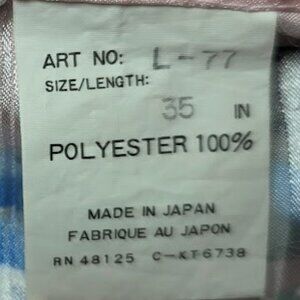 ART NO: L-77
SIZE/LENGTH:
35 IN
POLYESTER 100%
MADE IN JAPAN
FABRIQUE AU JAPON
RN 48125 C-KT6738